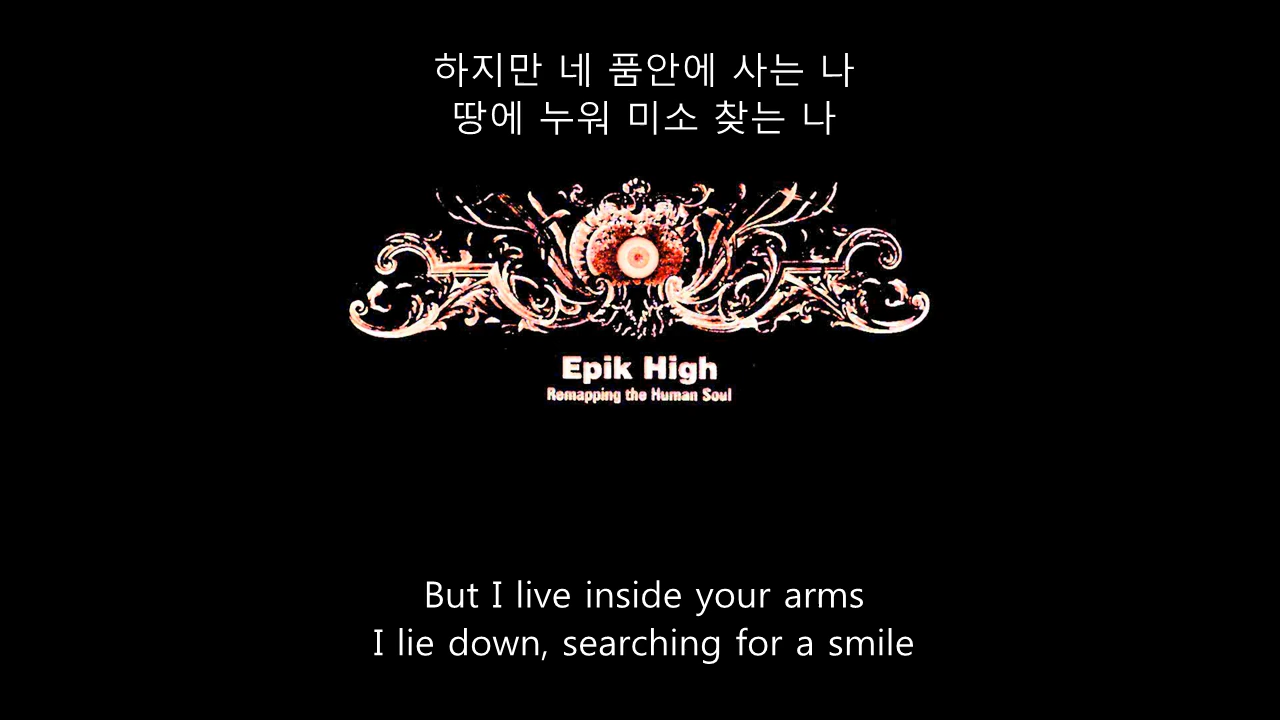 하지만 네 품안에 사는 나
땅에 누워 미소 찾는 나
Epik High
Remapping the Human Soul
But I live inside your arms
I lie down, searching for a smile